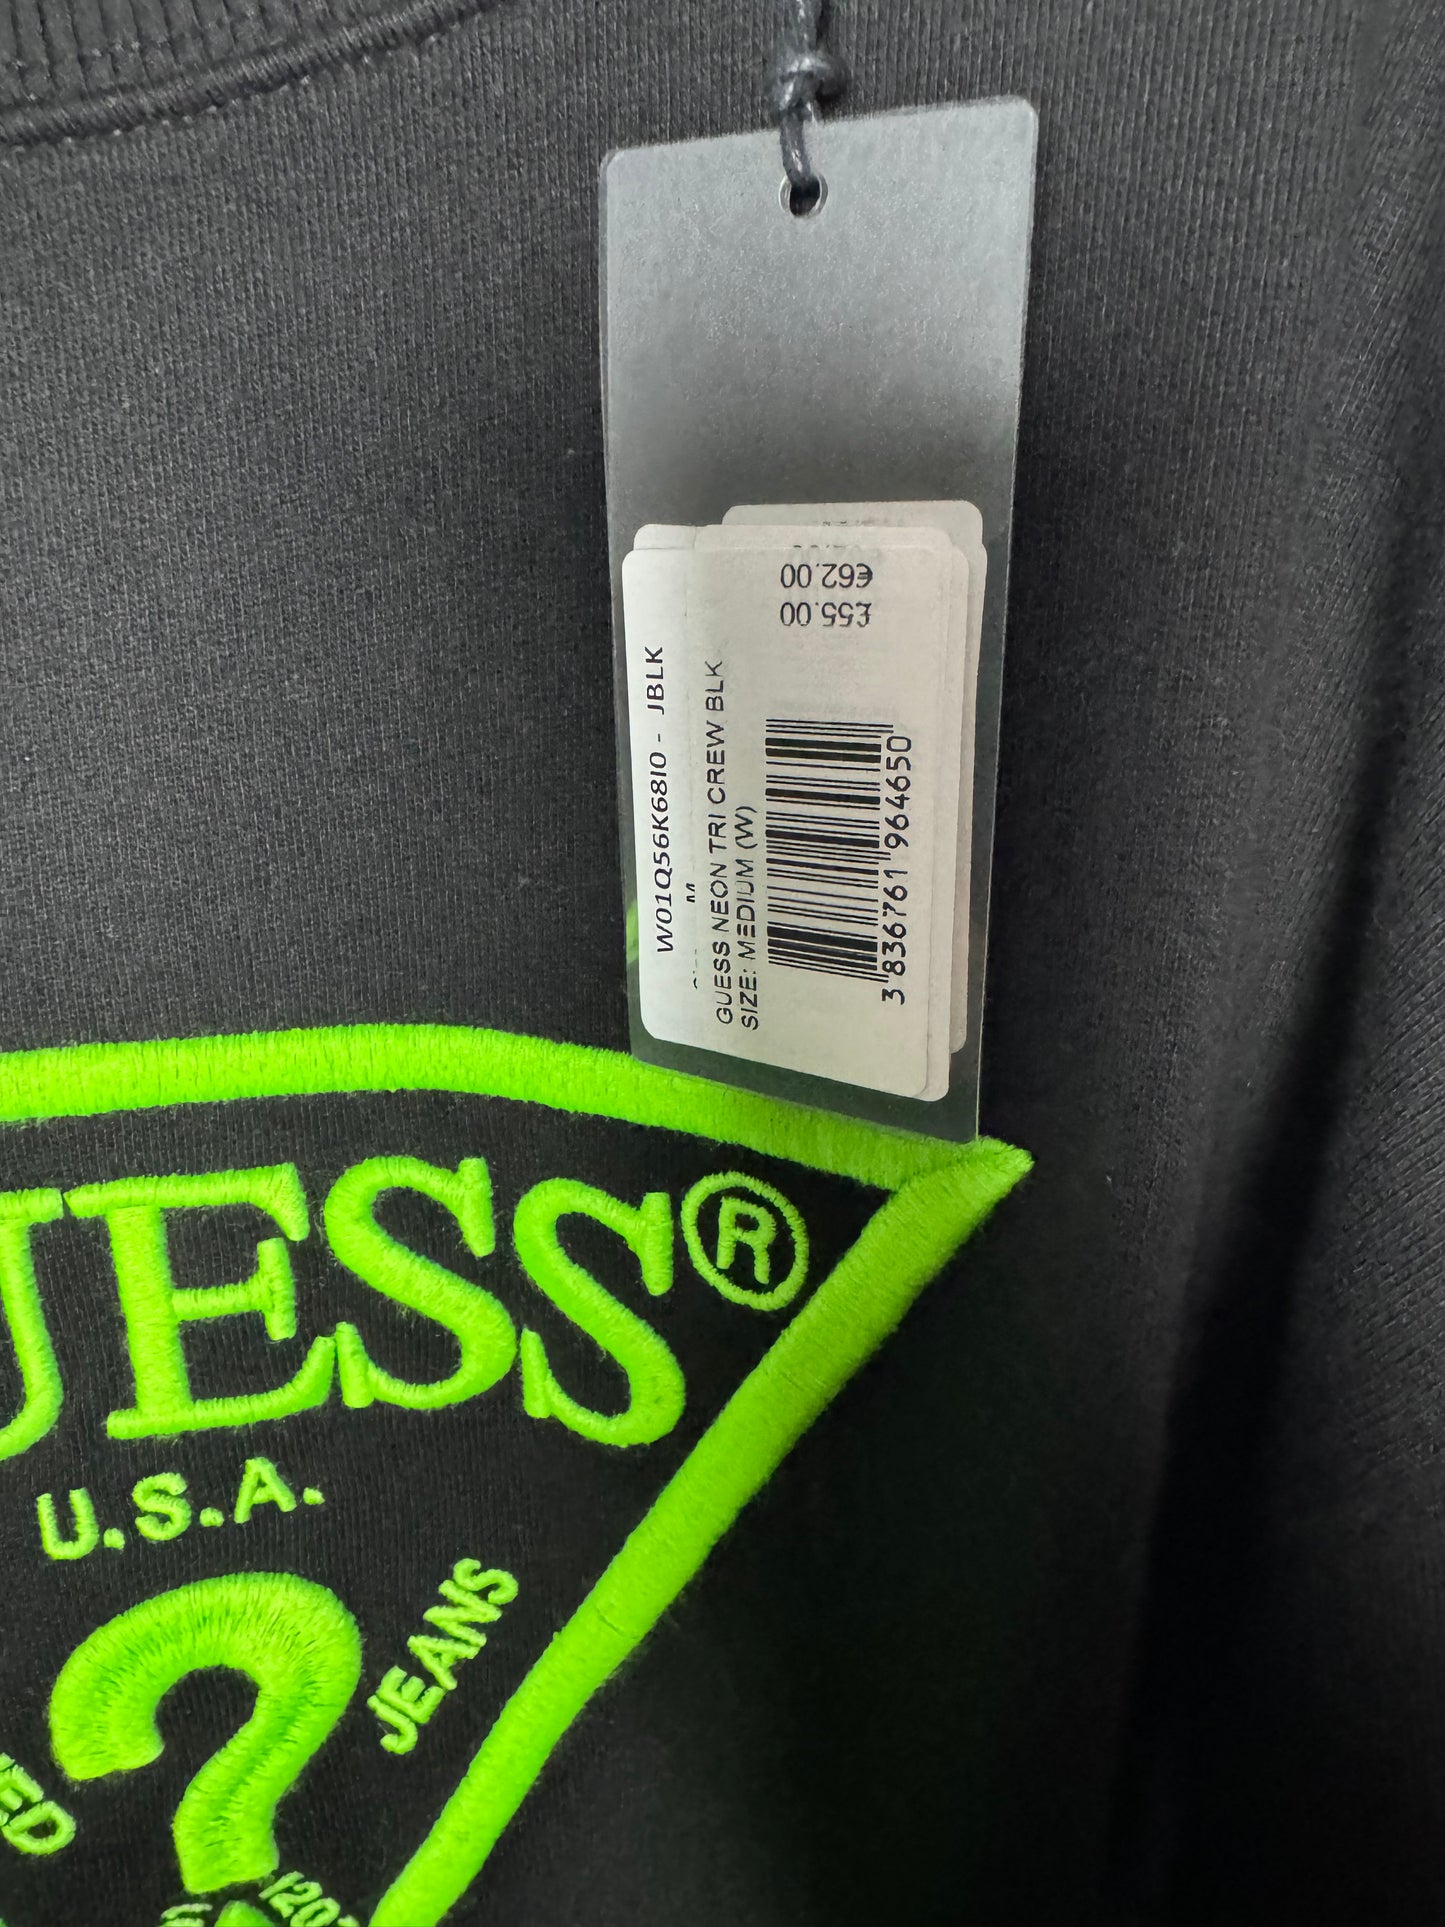 €62.00
£55.00
W01Q56K68I0 - JBLK
M
GUESS NEON TRI CREW BLK
SIZE: MEDIUM (W)
3 836761 964650
UESS®
U.S.A.
?
JEANS
ED